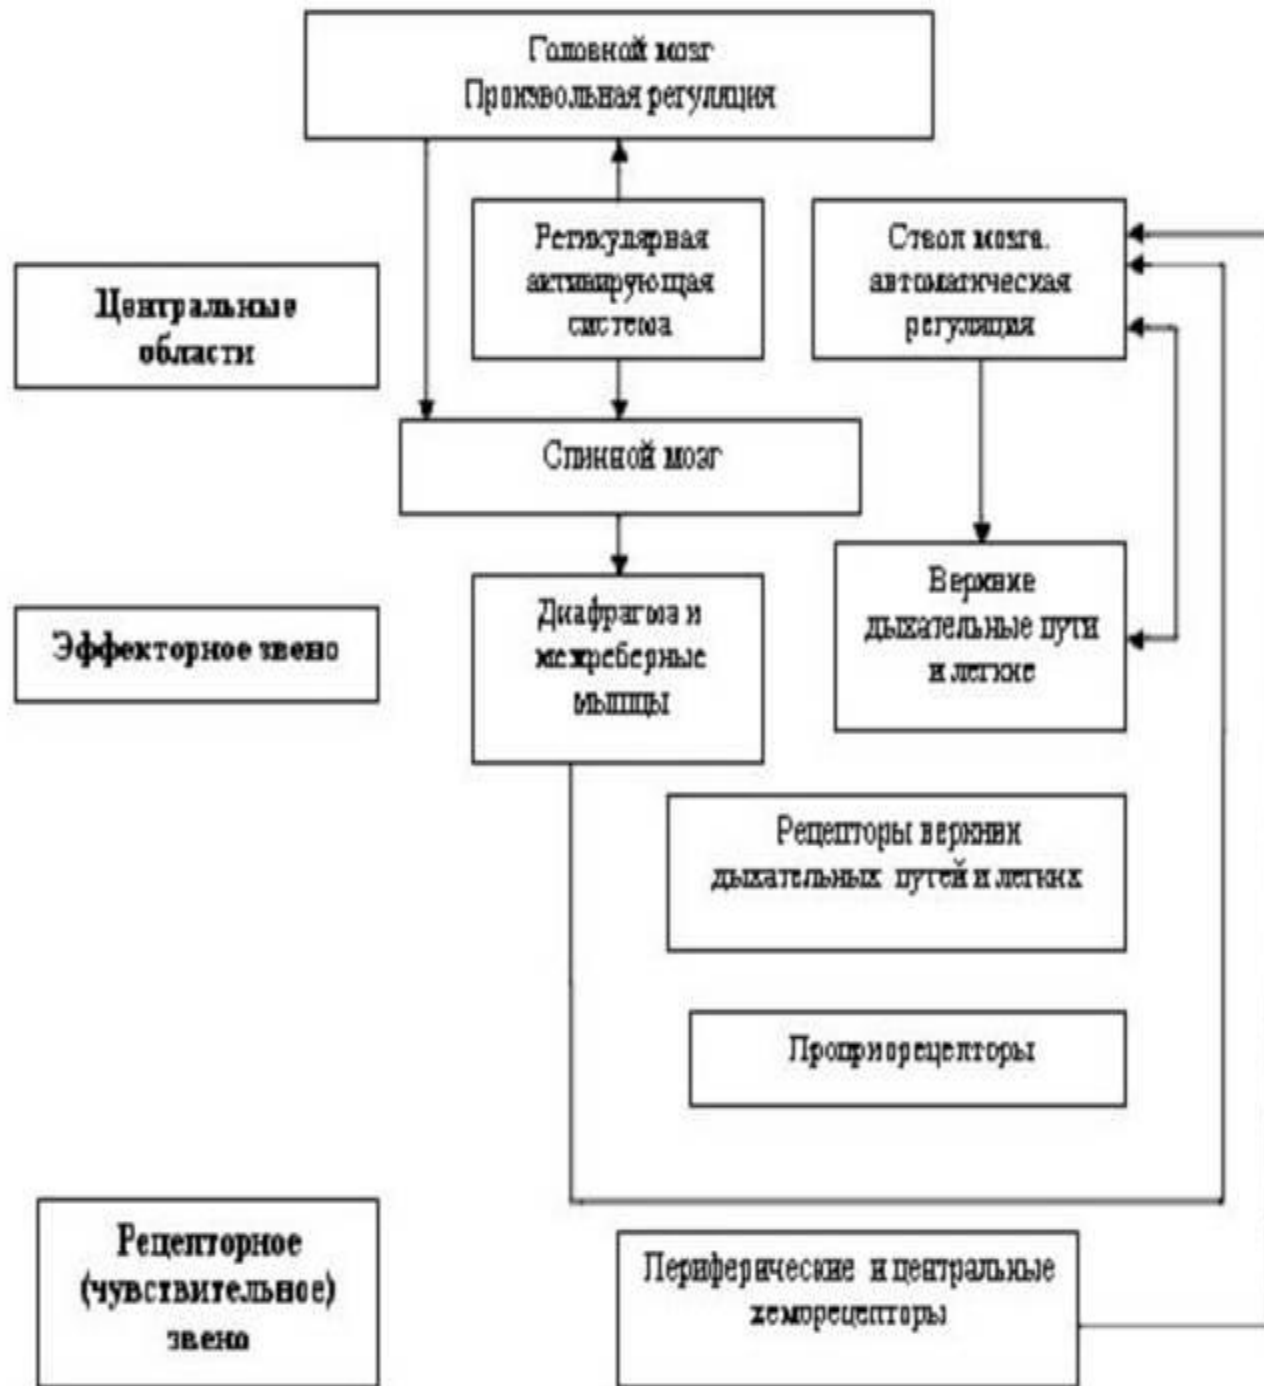 Головной мозг
Произвольная регуляция
Ретикулярная
активирующая
система
Ствол мозга.
автоматическая
регуляция
Центральные
области
Спинной мозг
Эффекторное звено
Диафрагма и
межреберные
мышцы
Верхние
дыхательные пути
и легкие
Рецепторы верхних
дыхательных путей и легких
Проприорецепторы
Рецепторное
(чувствительное)
звено
Периферические и центральные
хеморецепторы